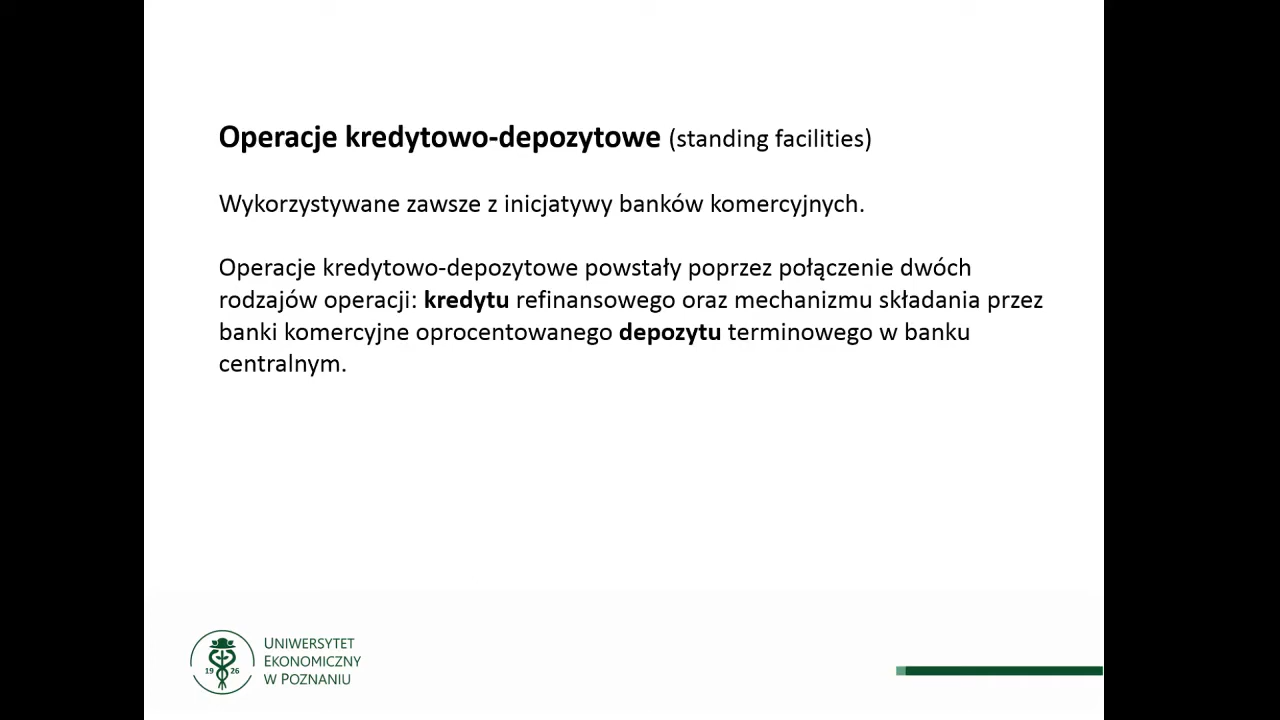 Operacje kredytowo-depozytowe (standing facilities)
Wykorzystywane zawsze z inicjatywy banków komercyjnych.
Operacje kredytowo-depozytowe powstały poprzez połączenie dwóch
rodzajów operacji: kredytu refinansowego oraz mechanizmu składania przez
banki komercyjne oprocentowanego depozytu terminowego w banku
centralnym.
19 26
UNIWERSYTET
EKONOMICZNY
W POZNANIU